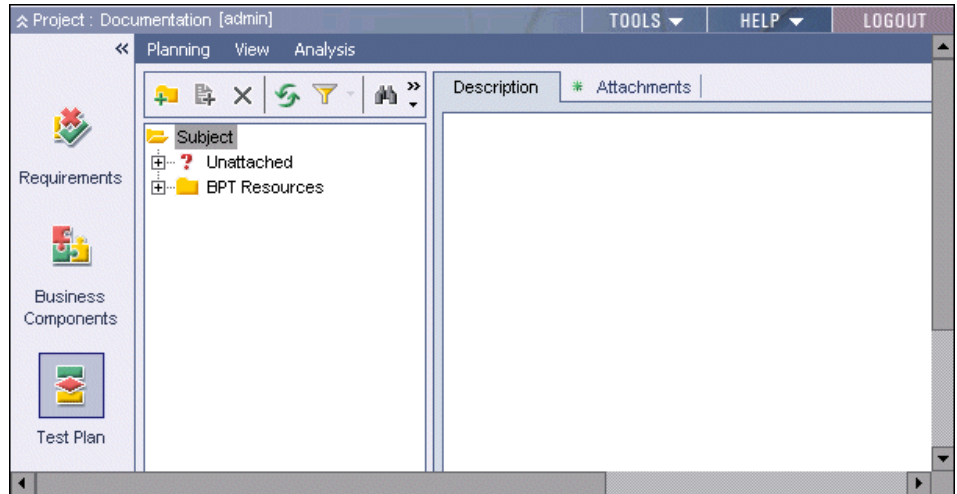 Project : Documentation [admin] TOOLS HELP LOGOUT
Planning View Analysis
Description * Attachments
Subject
? Unattached
BPT Resources
Requirements
Business
Components
Test Plan